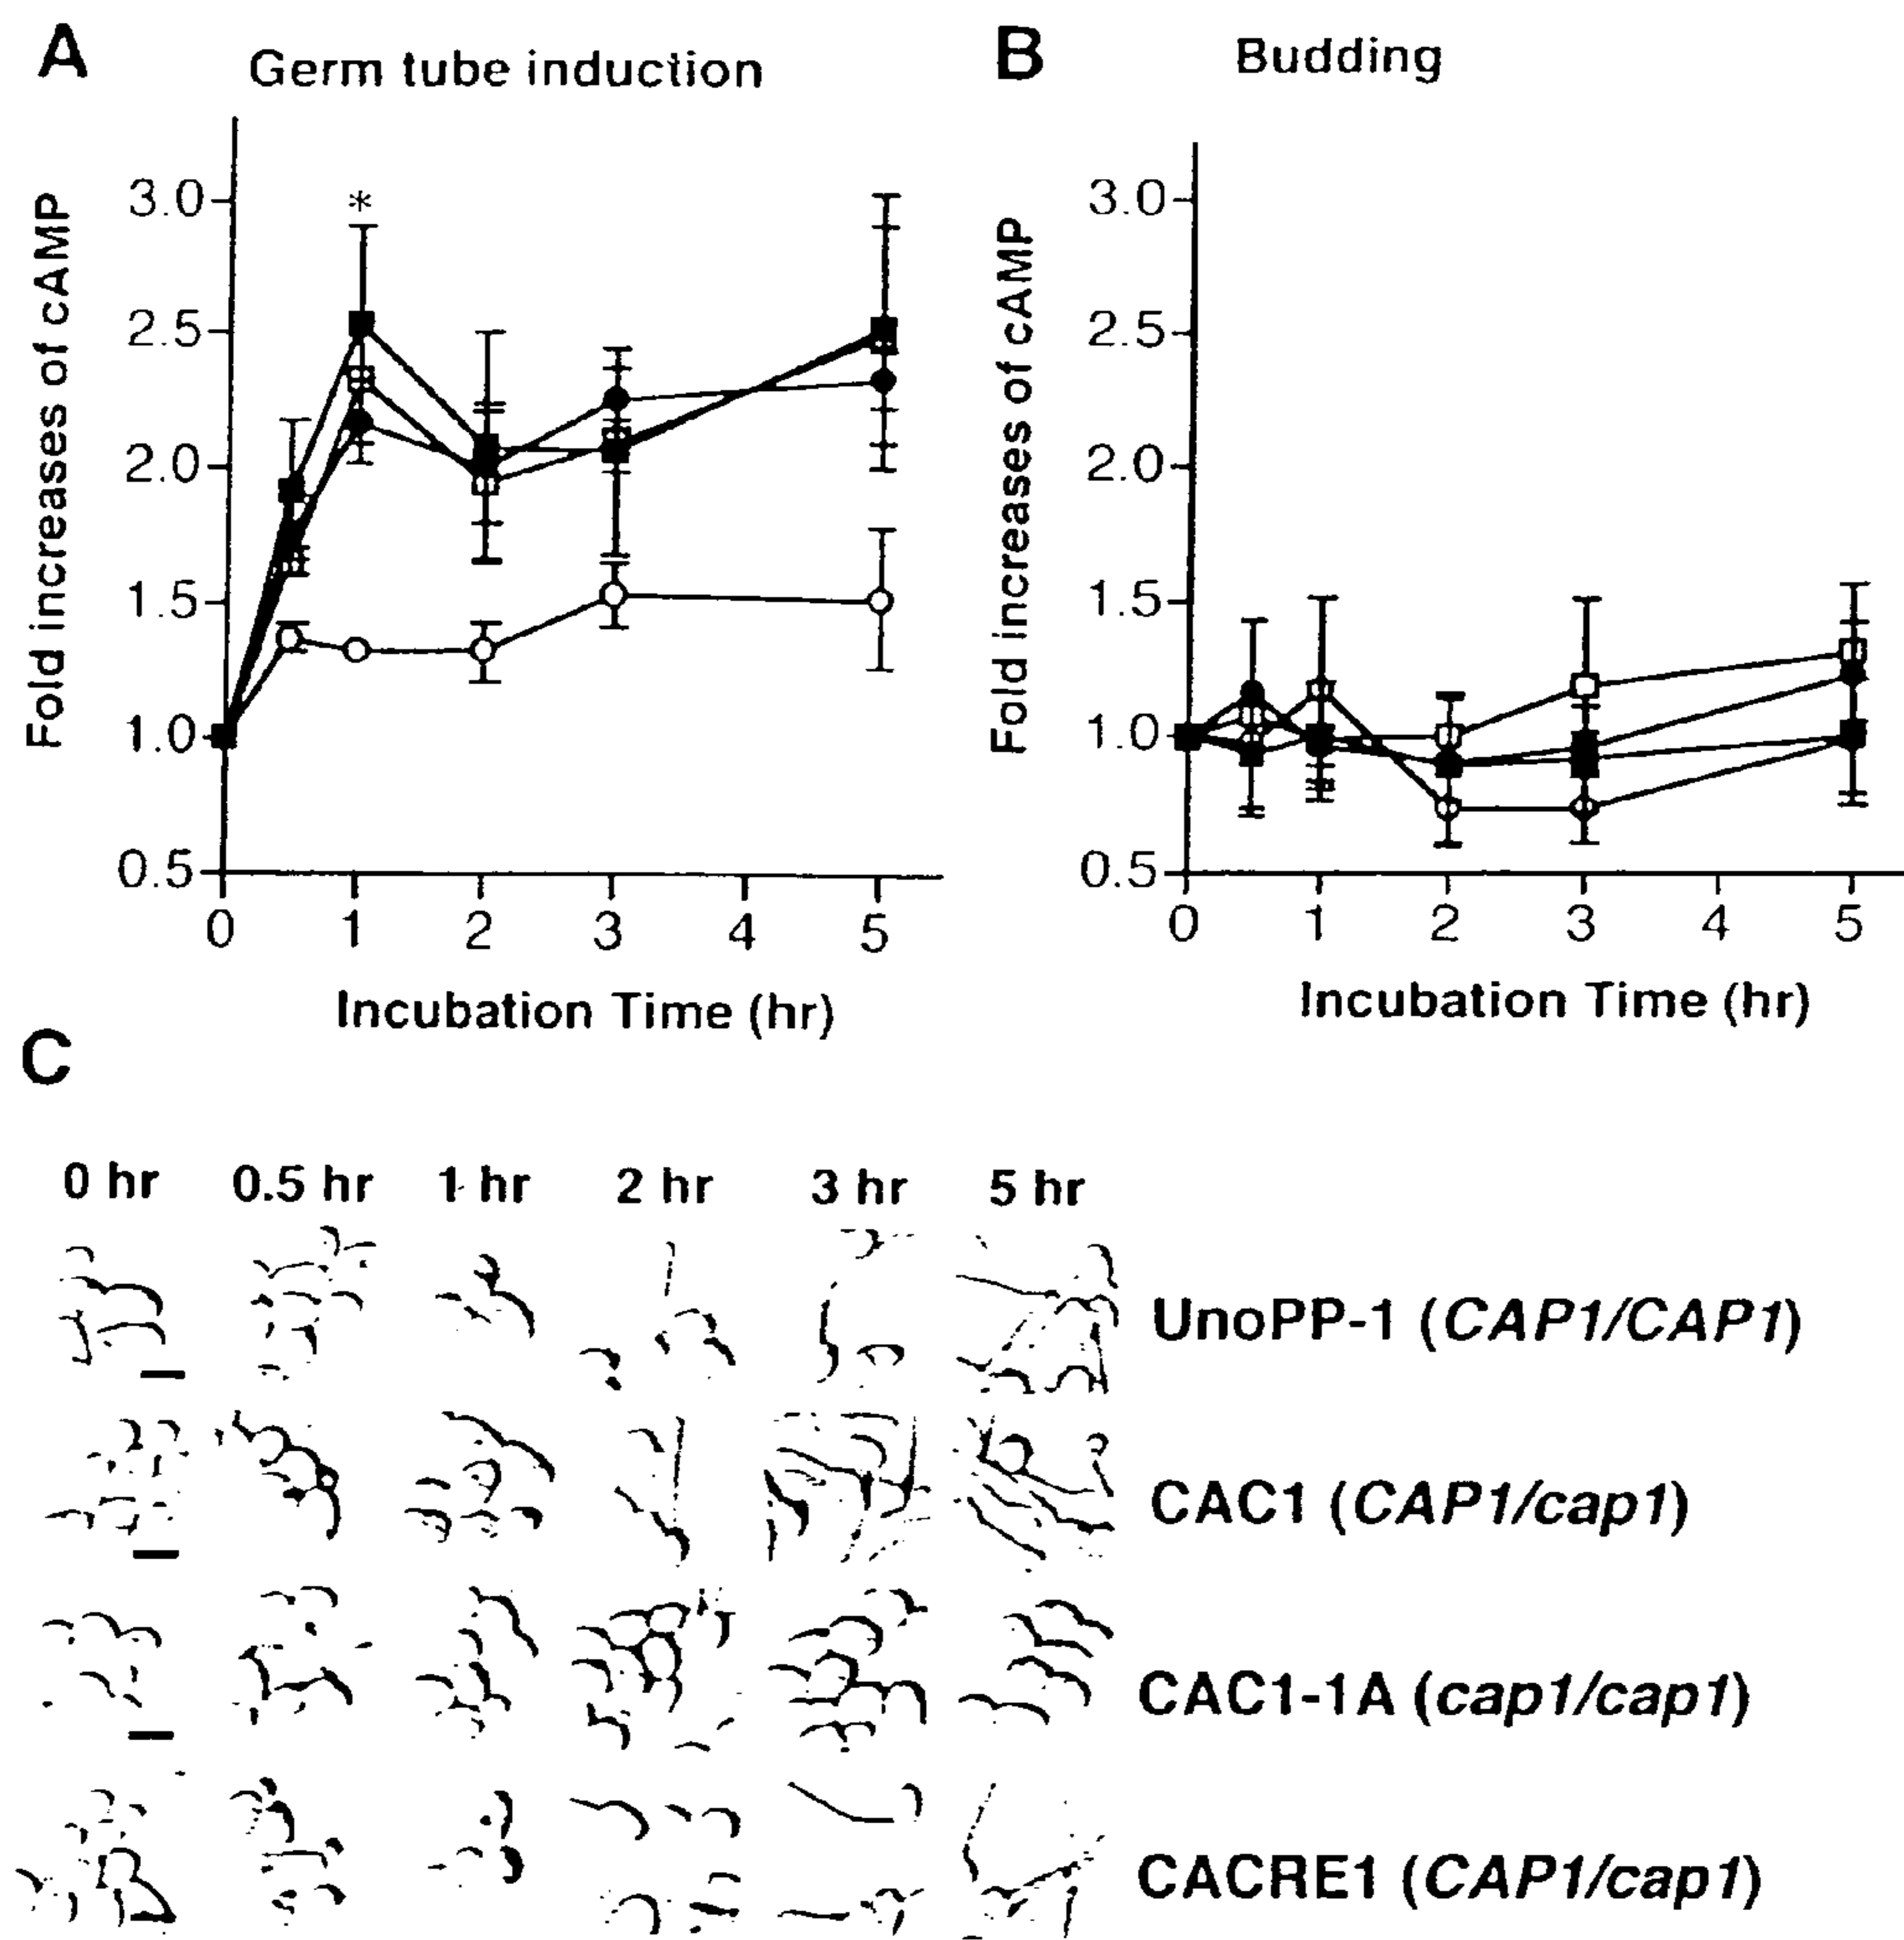 A
Germ tube induction
Fold increases of cAMP
3.0
2.5
2.0
1.5
1.0
0.5
*
0 1 2 3 4 5
Incubation Time (hr)
B
Budding
Fold increases of cAMP
3.0
2.5
2.0
1.5
1.0
0.5
0 1 2 3 4 5
Incubation Time (hr)
C
0 hr 0.5 hr 1 hr 2 hr 3 hr 5 hr
UnoPP-1 (CAP1/CAP1)
CAC1 (CAP1/cap1)
CAC1-1A (cap1/cap1)
CACRE1 (CAP1/cap1)